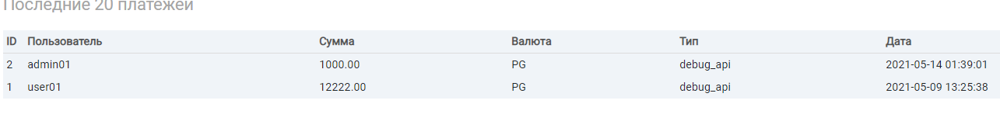 Последние 20 платежей
ID Пользователь Сумма Валюта Тип Дата
2 admin01 1000.00 PG debug_api 2021-05-14 01:39:01
1 user01 12222.00 PG debug_api 2021-05-09 13:25:38